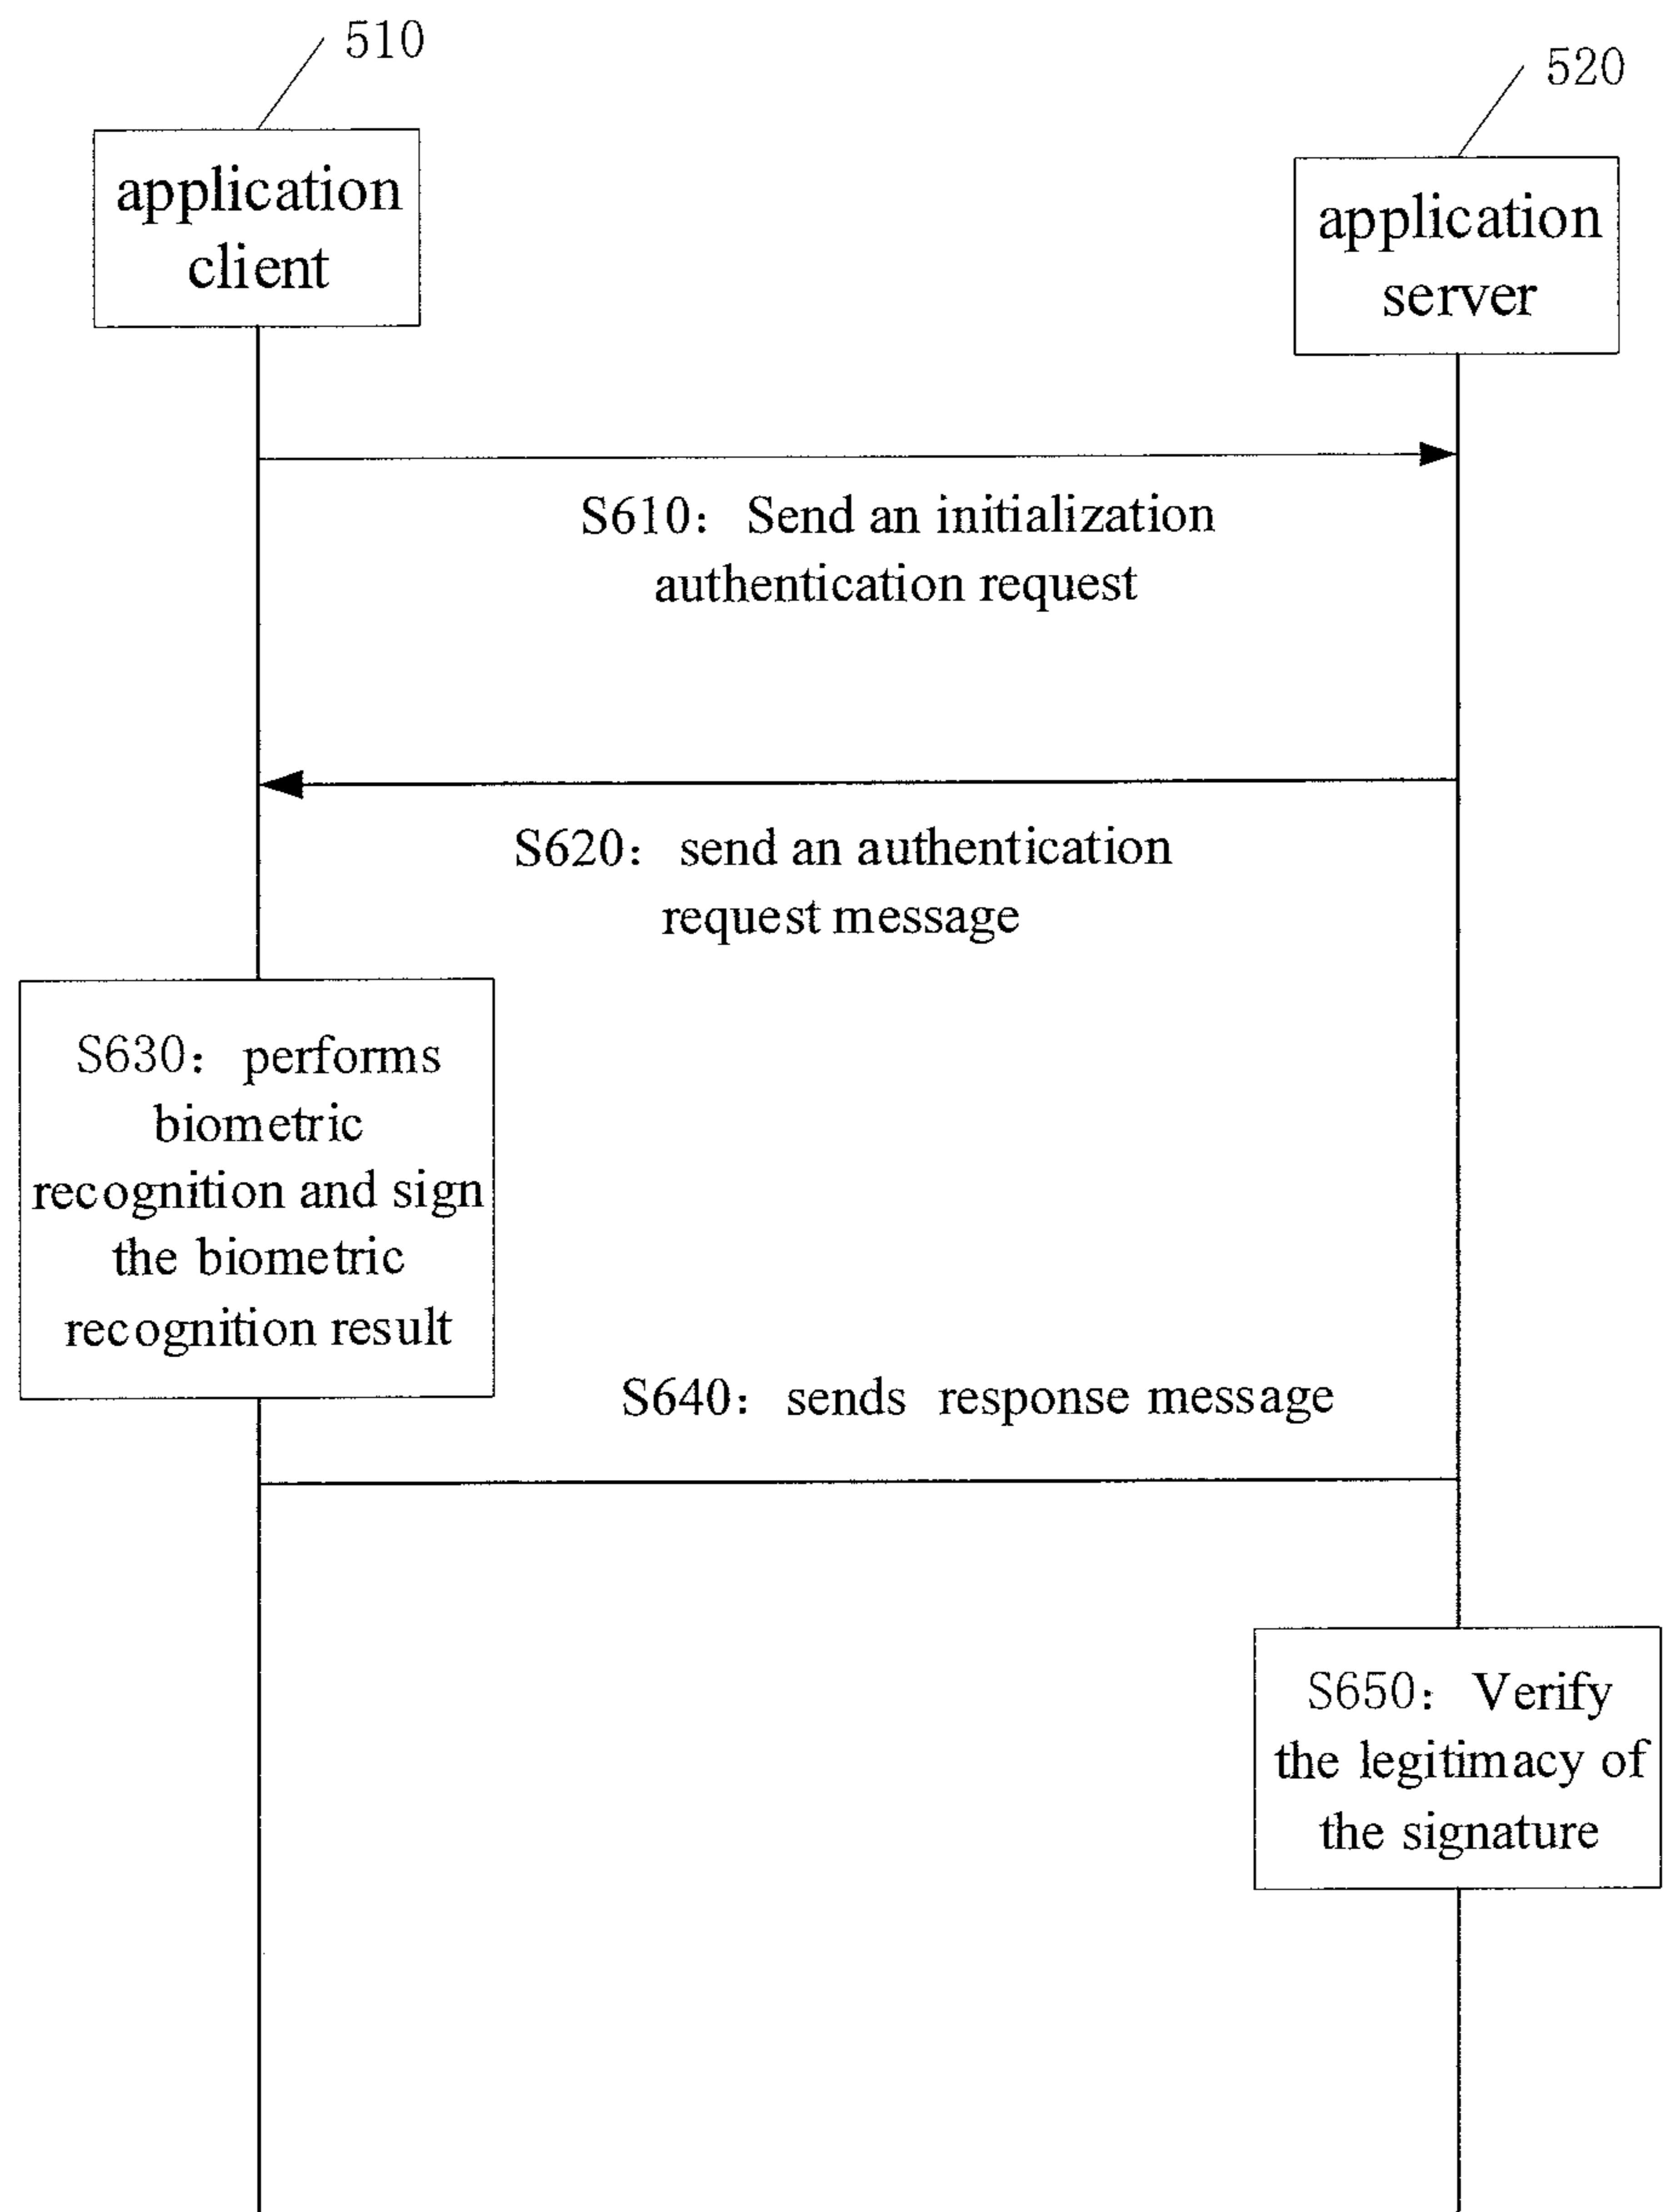 510
520
application
client
application
server
S610： Send an initialization
authentication request
S620： send an authentication
request message
S630： performs
biometric
recognition and sign
the biometric
recognition result
S640： sends response message
S650： Verify
the legitimacy of
the signature